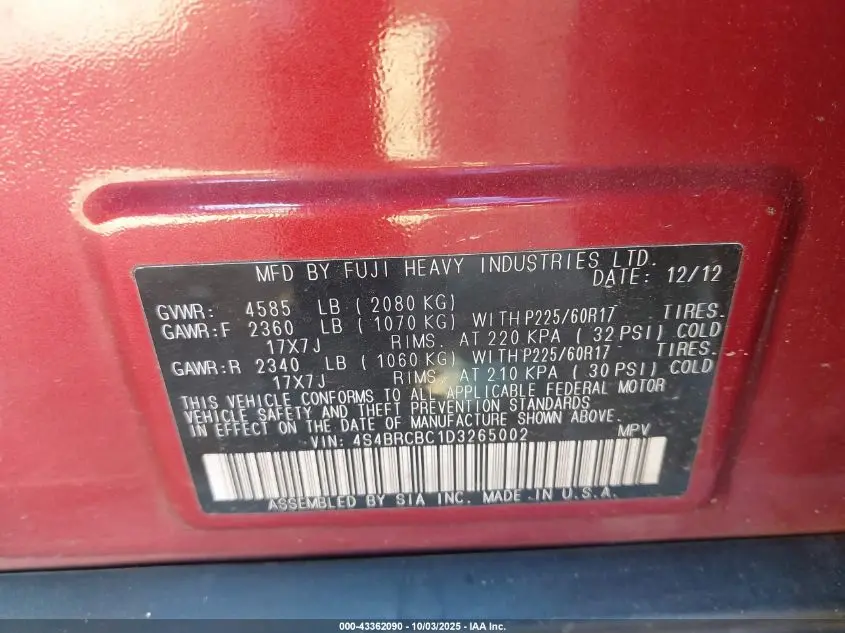 MFD BY FUJI HEAVY INDUSTRIES LTD.
DATE: 12/12
GVWR: 4585 LB ( 2080 KG)
GAWR:F 2360 LB ( 1070 KG) WITH P225/60R17 TIRES.
17X7J RIMS. AT 220 KPA ( 32 PSI) COLD
GAWR:R 2340 LB ( 1060 KG) WITH P225/60R17 TIRES.
17X7J RIMS. AT 210 KPA ( 30 PSI) COLD
THIS VEHICLE CONFORMS TO ALL APPLICABLE FEDERAL MOTOR
VEHICLE SAFETY AND THEFT PREVENTION STANDARDS
IN EFFECT ON THE DATE OF MANUFACTURE SHOWN ABOVE.
VIN: 4S4BRCBC1D3265002 MPV
ASSEMBLED BY SIA INC. MADE IN U.S.A.
000-43362090 - 10/03/2025 - IAA Inc.